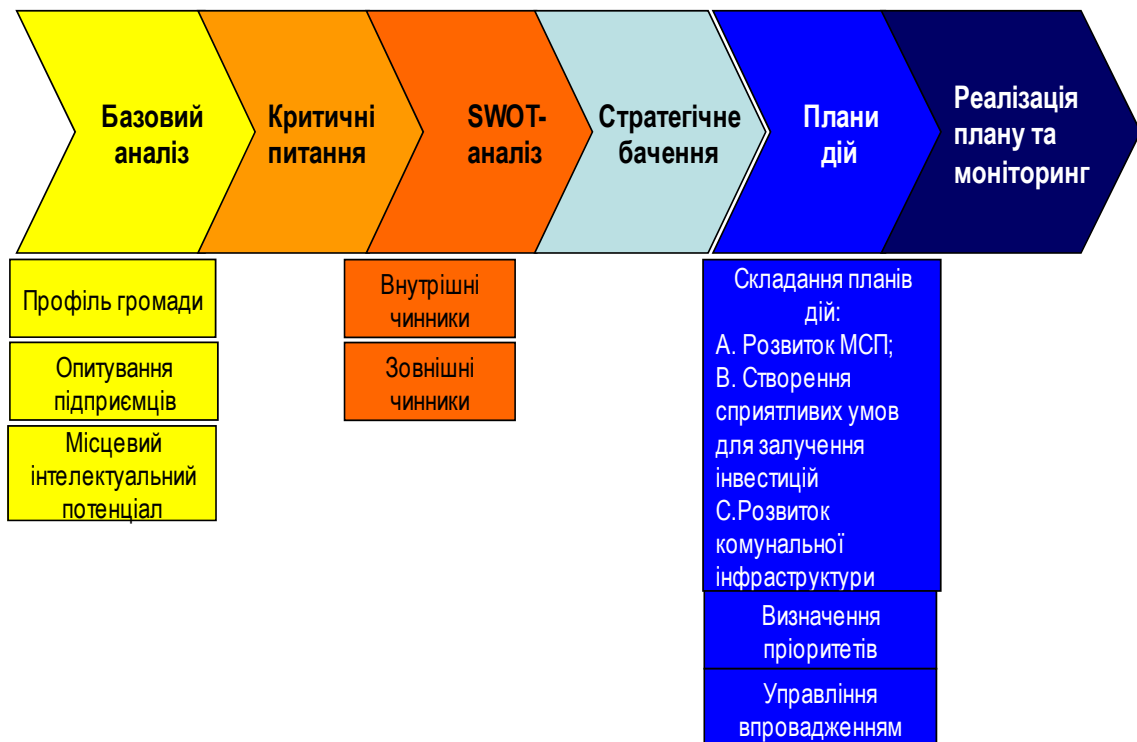 Базовий
аналіз
Критичні
питання
SWOT-
аналіз
Стратегічне
бачення
Плани
дій
Реалізація
плану та
моніторинг
Профіль громади
Опитування
підприємців
Місцевий
інтелектуальний
потенціал
Внутрішні
чинники
Зовнішні
чинники
Складання планів
дій:
А. Розвиток МСП;
В. Створення
сприятливих умов
для залучення
інвестицій
С.Розвиток
комунальної
інфраструктури
Визначення
пріоритетів
Управління
впровадженням